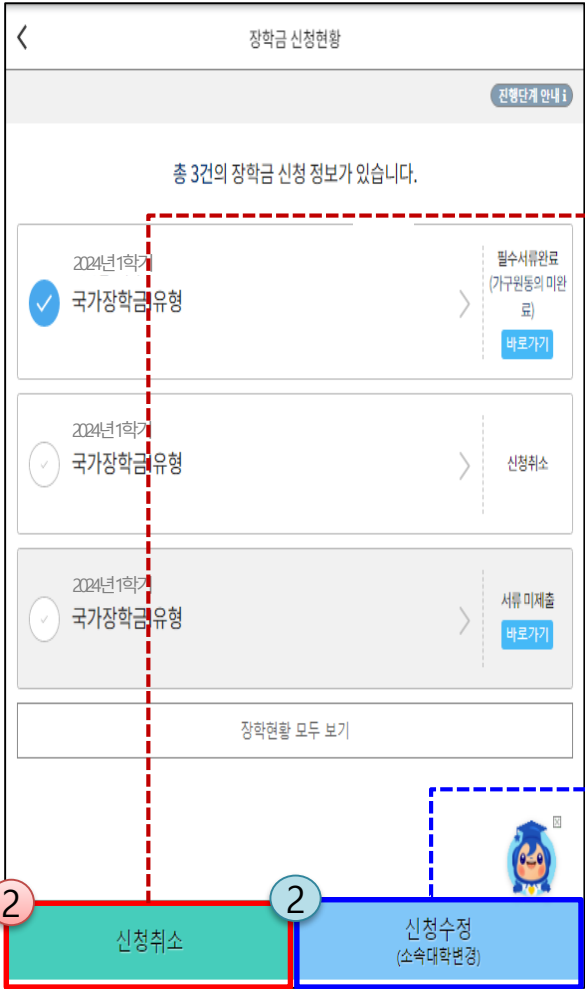 장학금 신청현황
진행단계 안내 i
총 3건의 장학금 신청 정보가 있습니다.
2024년 1학기
국가장학금I유형
필수서류완료
(가구원동의 미완
료)
바로가기
2024년 1학기
국가장학금I유형
신청취소
2024년 1학기
국가장학금I유형
서류 미제출
바로가기
장학현황 모두 보기
2
신청취소
2
신청수정
(소속대학변경)